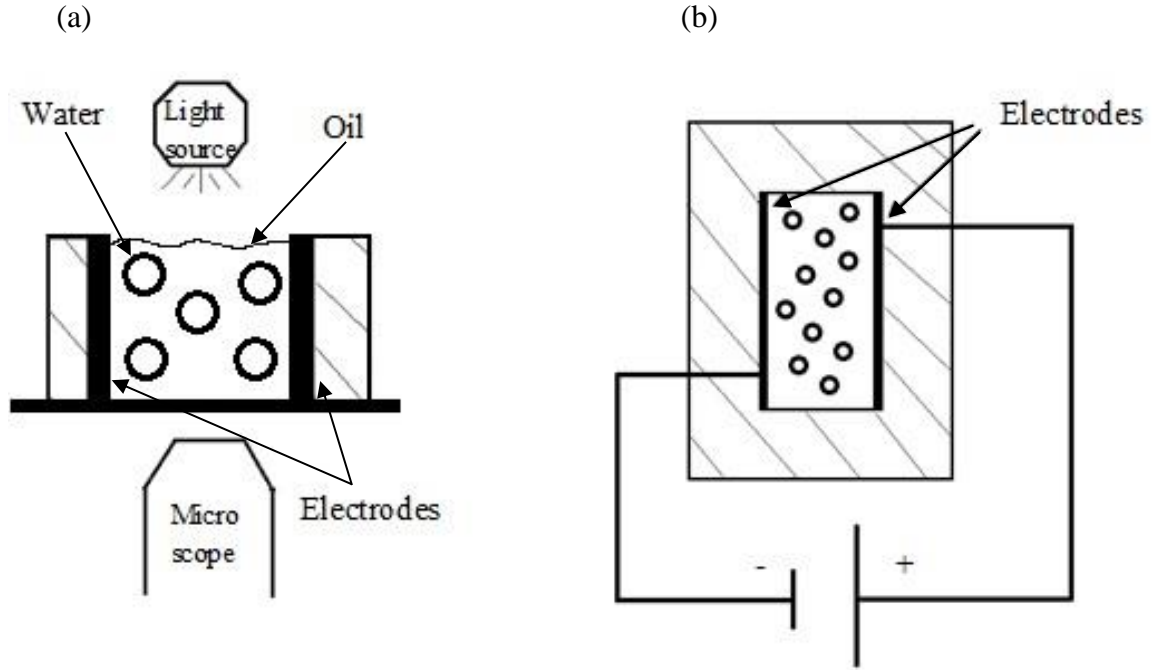 (a)
(b)
Water
Light
source
Oil
Electrodes
Electrodes
Micro
scope
-
+